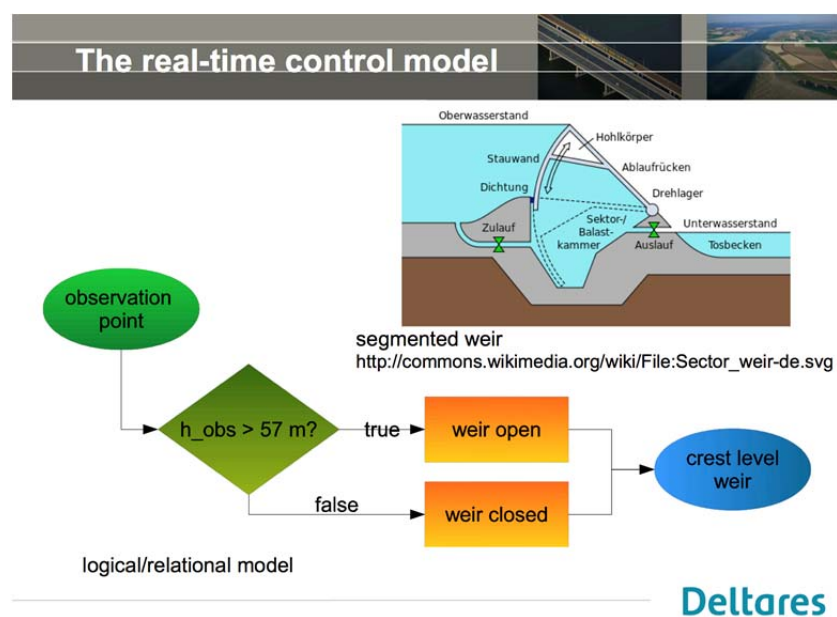 The real-time control model
Oberwasserstand
Hohlkörper
Stauwand
Ablaufrücken
Dichtung
Drehlager
Zulauf
Sektor-/
Balast-
kammer
Unterwasserstand
Auslauf
Tosbecken
segmented weir
http://commons.wikimedia.org/wiki/File:Sector_weir-de.svg
observation
point
h_obs > 57 m?
true
weir open
false
weir closed
crest level
weir
logical/relational model
Deltares